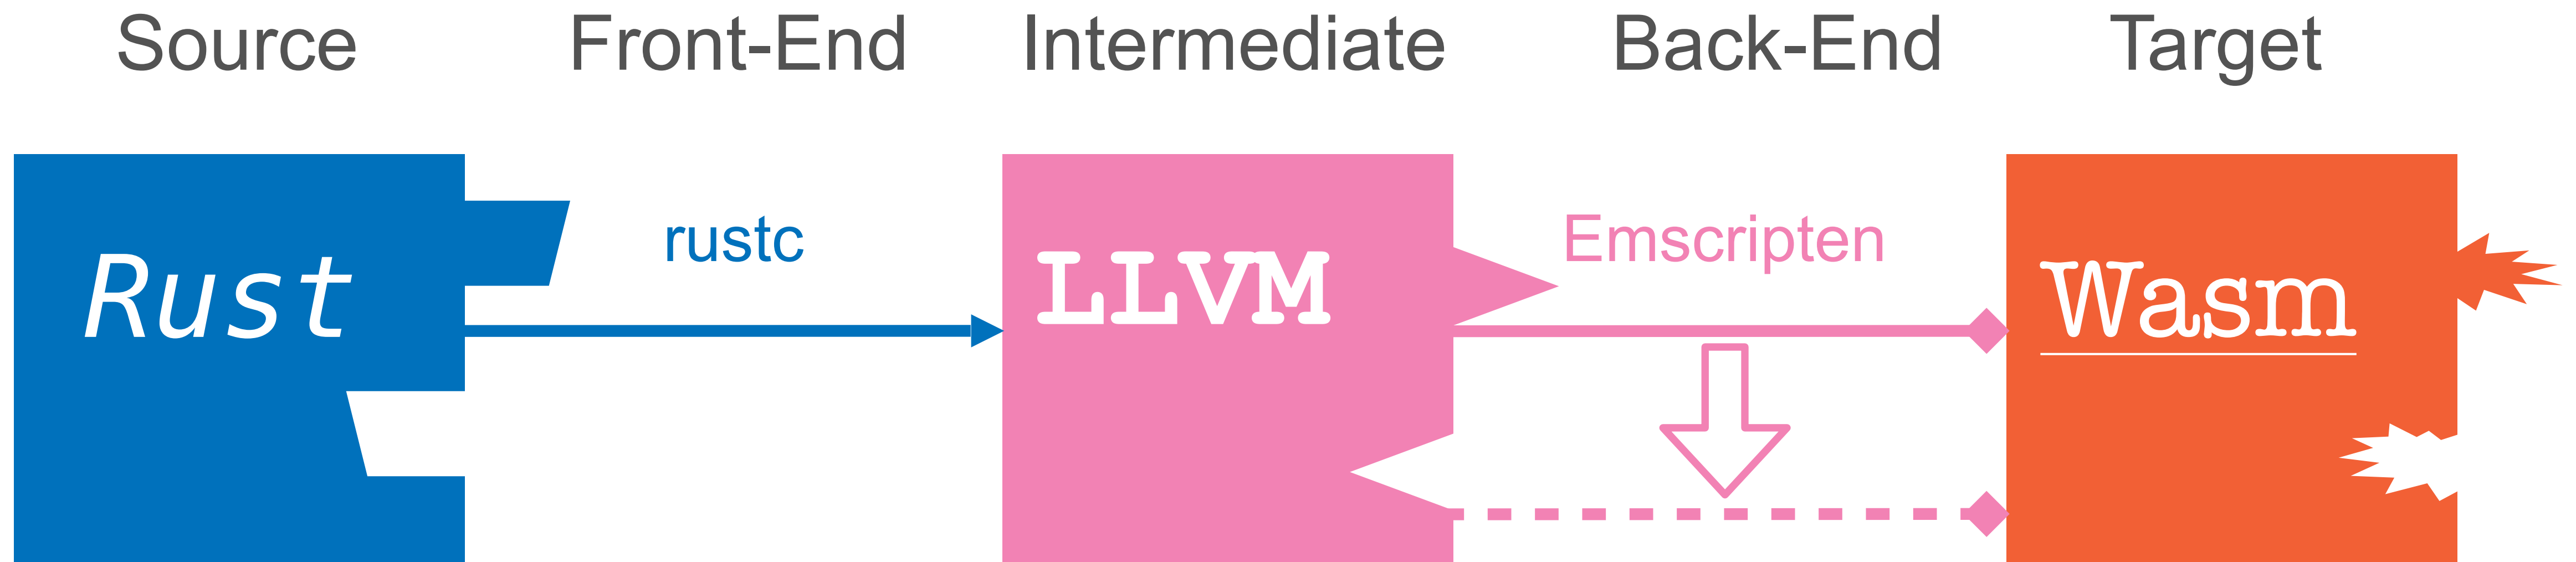 Source Front-End Intermediate Back-End Target
rustc Emscripten
Rust LLVM Wasm